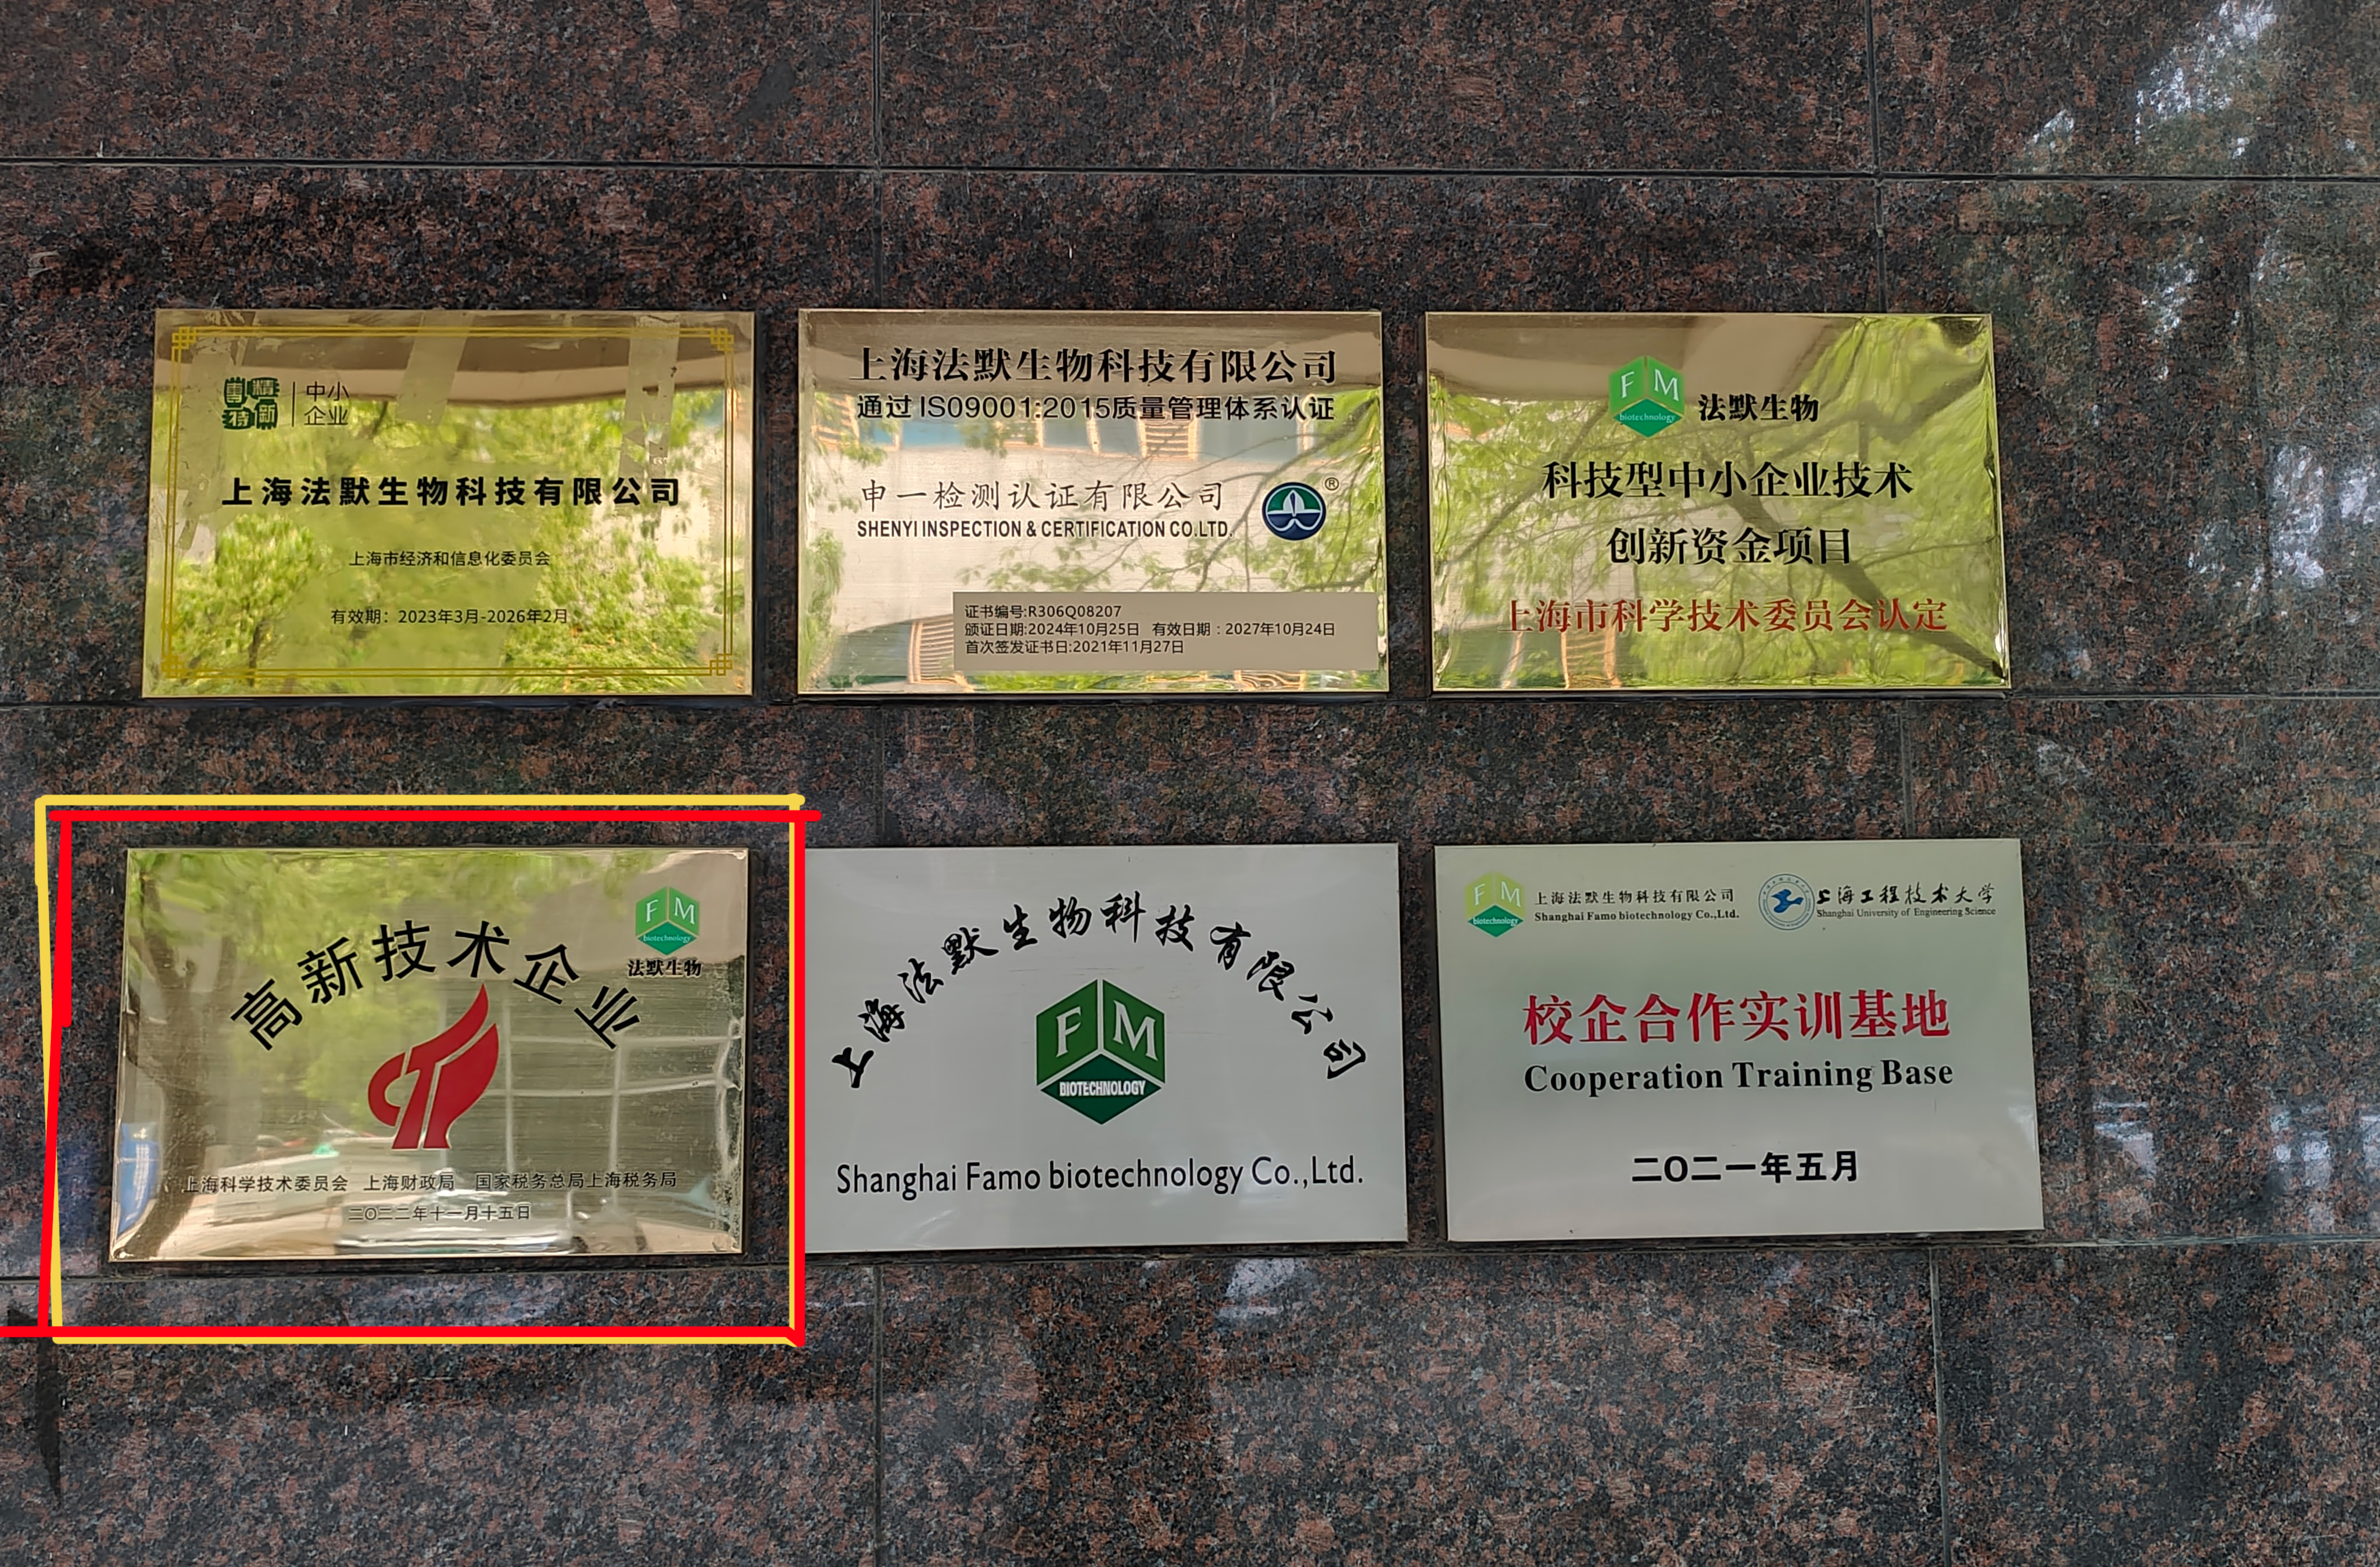 專精特新
中小
企业
上海法默生物科技有限公司
上海市经济和信息化委员会
有效期：2023年3月-2026年2月
上海法默生物科技有限公司
通过ISO9001:2015质量管理体系认证
申一检测认证有限公司
SHENYI INSPECTION & CERTIFICATION CO.LTD.
®
证书编号:R306Q08207
颁证日期:2024年10月25日 有效日期：2027年10月24日
首次签发证书日:2021年11月27日
FM
biotechnology
法默生物
科技型中小企业技术
创新资金项目
上海市科学技术委员会认定
FM
biotechnology
法默生物
高新技术企业
上海科学技术委员会 上海财政局 国家税务总局上海税务局
二〇二二年十一月十五日
上海法默生物科技有限公司
FM
BIOTECHNOLOGY
Shanghai Famo biotechnology Co.,Ltd.
FM
biotechnology
上海法默生物科技有限公司
Shanghai Famo biotechnology Co.,Ltd.
上海工程技术大学
Shanghai University of Engineering Science
校企合作实训基地
Cooperation Training Base
二〇二一年五月